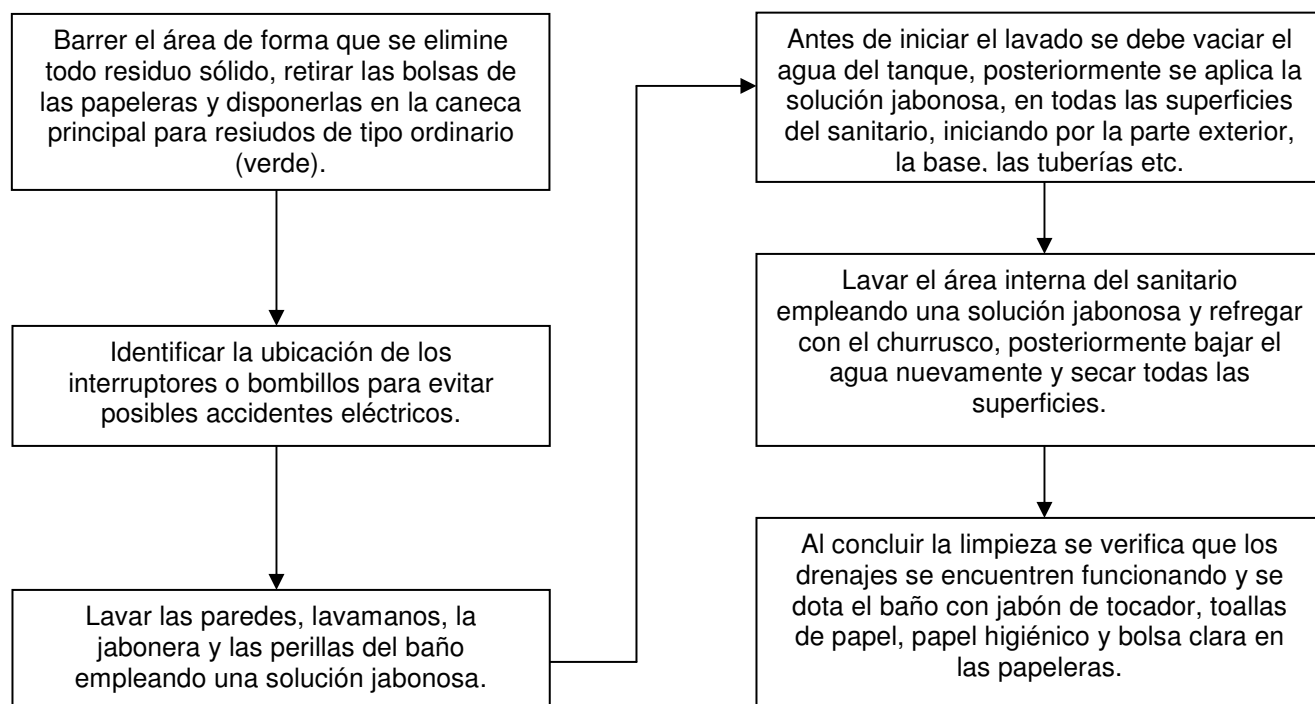 Barrer el área de forma que se elimine
todo residuo sólido, retirar las bolsas de
las papeleras y disponerlas en la caneca
principal para resiudos de tipo ordinario
(verde).
Identificar la ubicación de los
interruptores o bombillos para evitar
posibles accidentes eléctricos.
Lavar las paredes, lavamanos, la
jabonera y las perillas del baño
empleando una solución jabonosa.
Antes de iniciar el lavado se debe vaciar el
agua del tanque, posteriormente se aplica la
solución jabonosa, en todas las superficies
del sanitario, iniciando por la parte exterior,
la base, las tuberías etc.
Lavar el área interna del sanitario
empleando una solución jabonosa y refregar
con el churrusco, posteriormente bajar el
agua nuevamente y secar todas las
superficies.
Al concluir la limpieza se verifica que los
drenajes se encuentren funcionando y se
dota el baño con jabón de tocador, toallas
de papel, papel higiénico y bolsa clara en
las papeleras.